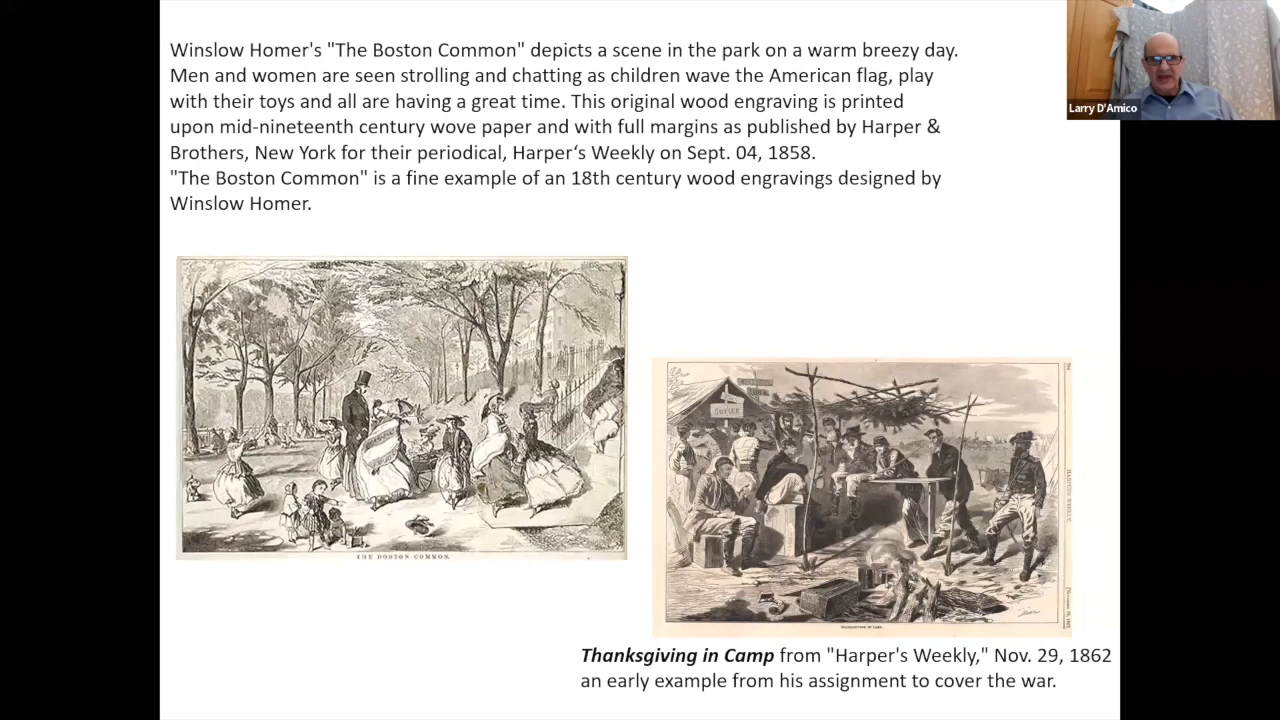 Winslow Homer's "The Boston Common" depicts a scene in the park on a warm breezy day.
Men and women are seen strolling and chatting as children wave the American flag, play
with their toys and all are having a great time. This original wood engraving is printed
upon mid-nineteenth century wove paper and with full margins as published by Harper &
Brothers, New York for their periodical, Harper‘s Weekly on Sept. 04, 1858.
"The Boston Common" is a fine example of an 18th century wood engravings designed by
Winslow Homer.
Larry D'Amico
THE BOSTON COMMON.
SUTLER
HARPER'S WEEKLY.
Thanksgiving in Camp from "Harper's Weekly," Nov. 29, 1862
an early example from his assignment to cover the war.